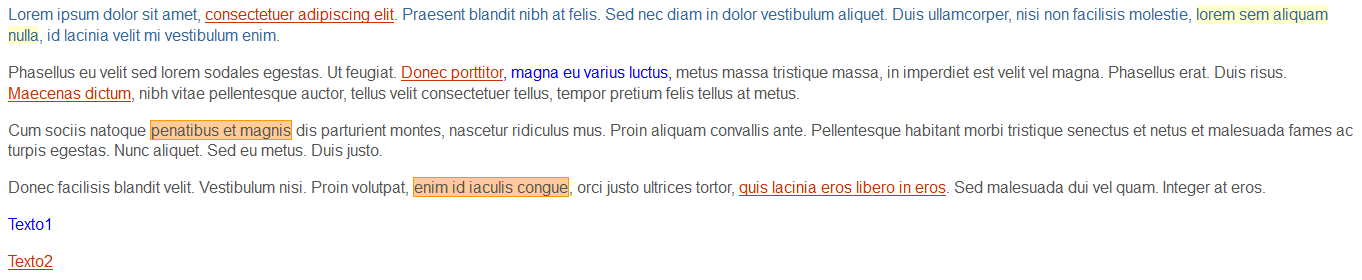 Lorem ipsum dolor sit amet, consectetuer adipiscing elit. Praesent blandit nibh at felis. Sed nec diam in dolor vestibulum aliquet. Duis ullamcorper, nisi non facilisis molestie, lorem sem aliquam
nulla, id lacinia velit mi vestibulum enim.
Phasellus eu velit sed lorem sodales egestas. Ut feugiat. Donec porttitor, magna eu varius luctus, metus massa tristique massa, in imperdiet est velit vel magna. Phasellus erat. Duis risus.
Maecenas dictum, nibh vitae pellentesque auctor, tellus velit consectetuer tellus, tempor pretium felis tellus at metus.
Cum sociis natoque penatibus et magnis dis parturient montes, nascetur ridiculus mus. Proin aliquam convallis ante. Pellentesque habitant morbi tristique senectus et netus et malesuada fames ac
turpis egestas. Nunc aliquet. Sed eu metus. Duis justo.
Donec facilisis blandit velit. Vestibulum nisi. Proin volutpat, enim id iaculis congue, orci justo ultrices tortor, quis lacinia eros libero in eros. Sed malesuada dui vel quam. Integer at eros.
Texto1
Texto2